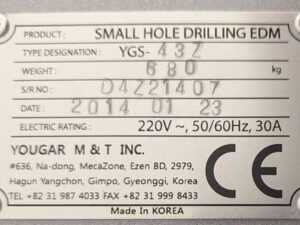 PRODUCT: SMALL HOLE DRILLING EDM
TYPE DESIGNATION: YGS-43Z
WEIGHT: 680 kg
S/R NO: D4Z21407
DATE: 2014 01 23
ELECTRIC RATING: 220V~, 50/60Hz, 30A
YOUGAR M & T INC.
#636, Na-dong, MecaZone, Ezen BD, 2979,
Hagun Yangchon, Gimpo, Gyeonggi, Korea
TEL +82 31 987 4033 FAX +82 31 999 8433
CE
Made In KOREA